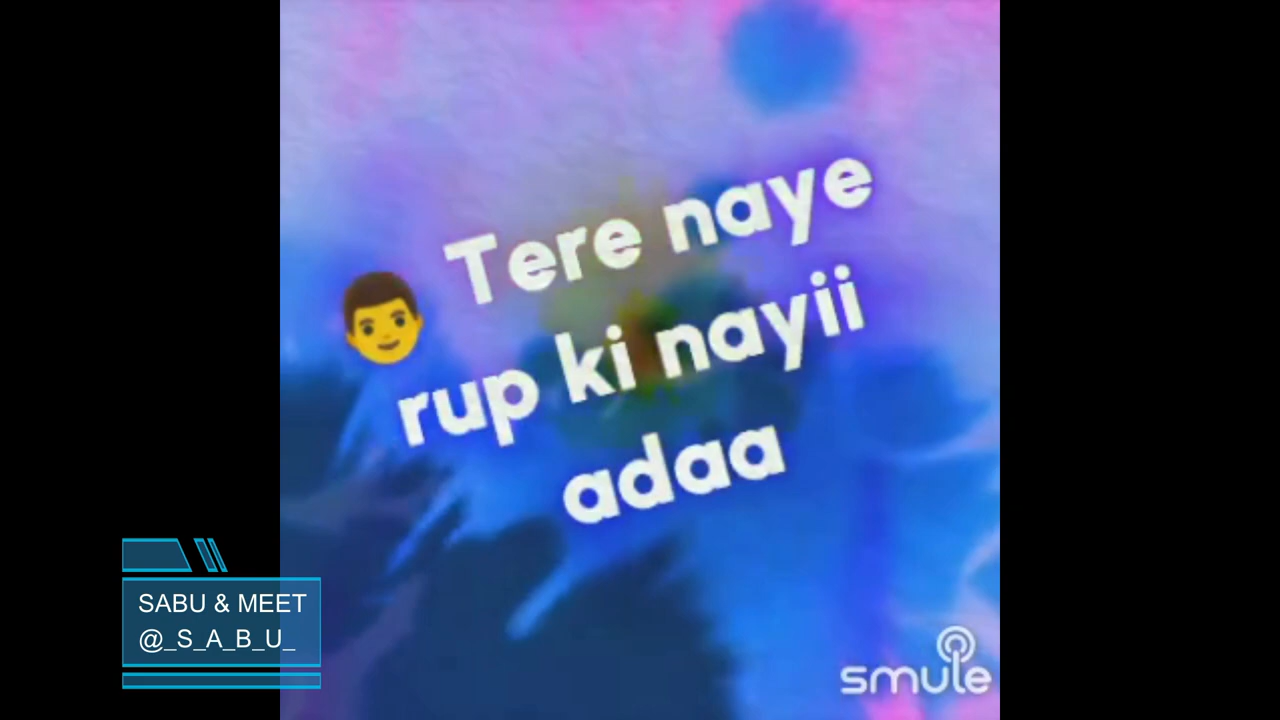 Tere naye
rup ki nayii
adaa
SABU & MEET
@_S_A_B_U_
smule